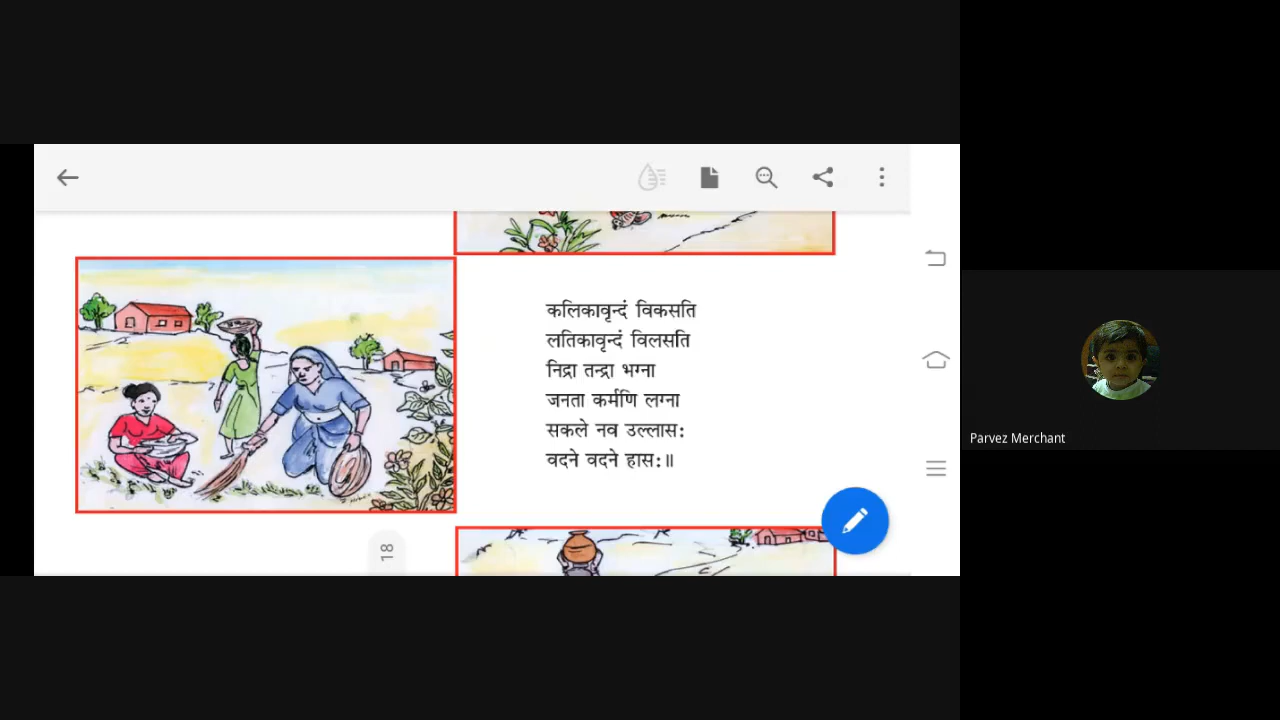 कलिकावृन्दं विकसति
लतिकावृन्दं विलसति
निद्रा तन्द्रा भग्ना
जनता कर्मणि लग्ना
सकले नव उल्लास:
वदने वदने हास:॥
18
Parvez Merchant